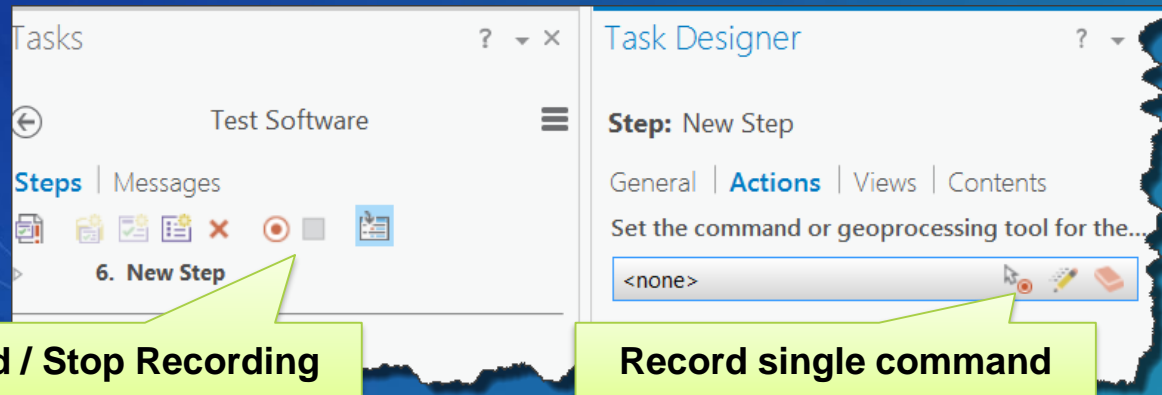 Tasks
Test Software
Steps | Messages
6. New Step
/ Stop Recording
Task Designer
Step: New Step
General | Actions | Views | Contents
Set the command or geoprocessing tool for the...
<none>
Record single command